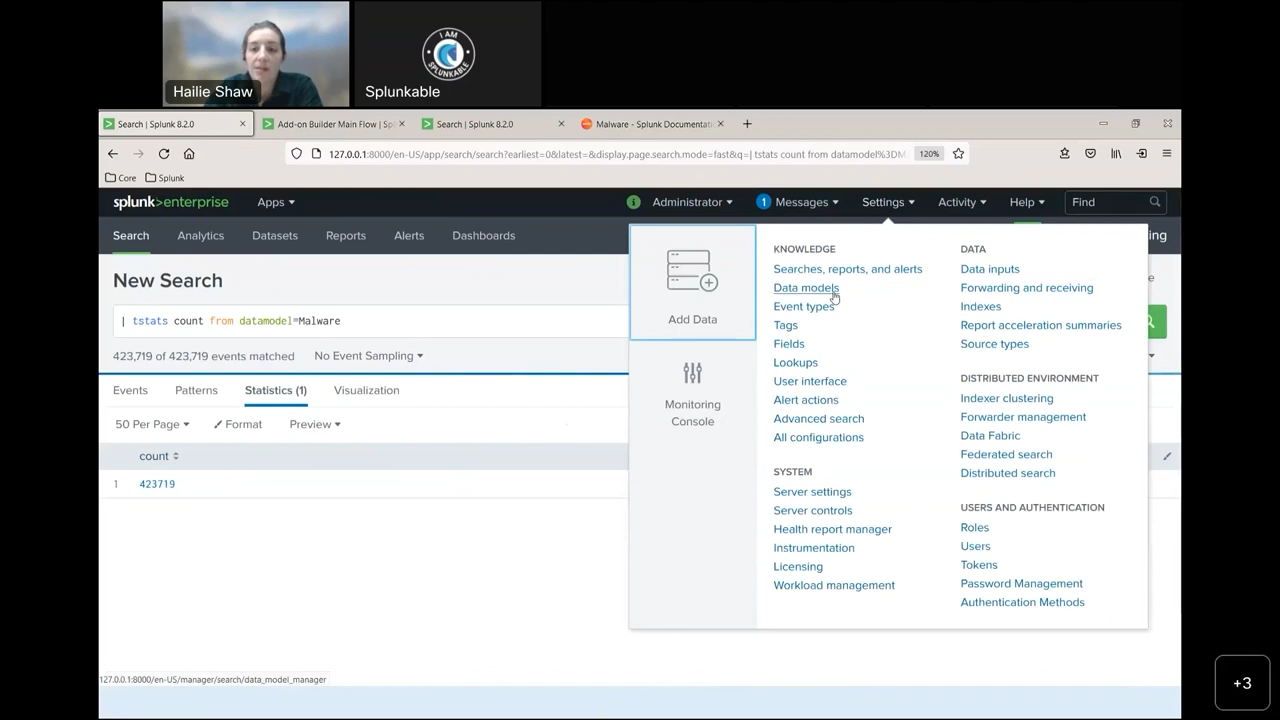 I AM
SPLUNKABLE
Hailie Shaw
Splunkable
Search | Splunk 8.2.0
Add-on Builder Main Flow | Sp
Search | Splunk 8.2.0
Malware - Splunk Documentati
127.0.0.1:8000/en-US/app/search/search?earliest=0&latest=&display.page.search.mode=fast&q=| tstats count from datamodel%3DM
120%
Core
Splunk
splunk>enterprise
Apps
Administrator
1
Messages
Settings
Activity
Help
Find
Search
Analytics
Datasets
Reports
Alerts
Dashboards
ing
New Search
| tstats count from datamodel=Malware
423,719 of 423,719 events matched
No Event Sampling
Events
Patterns
Statistics (1)
Visualization
50 Per Page
Format
Preview
count
1
423719
Add Data
Monitoring
Console
KNOWLEDGE
Searches, reports, and alerts
Data models
Event types
Tags
Fields
Lookups
User interface
Alert actions
Advanced search
All configurations
SYSTEM
Server settings
Server controls
Health report manager
Instrumentation
Licensing
Workload management
DATA
Data inputs
Forwarding and receiving
Indexes
Report acceleration summaries
Source types
DISTRIBUTED ENVIRONMENT
Indexer clustering
Forwarder management
Data Fabric
Federated search
Distributed search
USERS AND AUTHENTICATION
Roles
Users
Tokens
Password Management
Authentication Methods
127.0.0.1:8000/en-US/manager/search/data_model_manager
+3